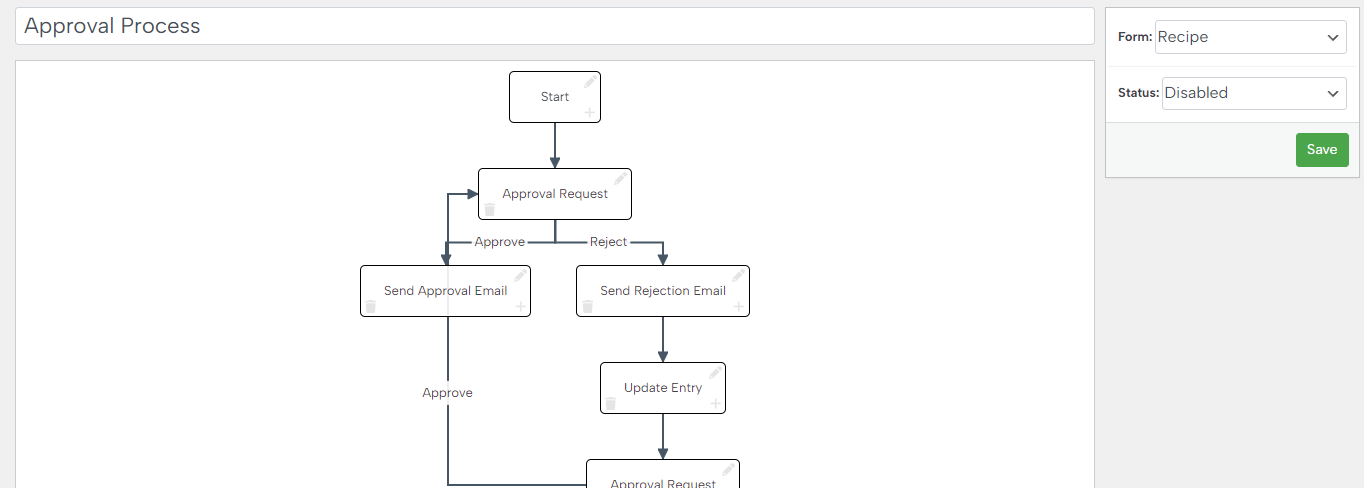 Approval Process
Form: Recipe
Status: Disabled
Save
Start
Approval Request
Approve
Reject
Send Approval Email
Send Rejection Email
Update Entry
Approve
Approval Request